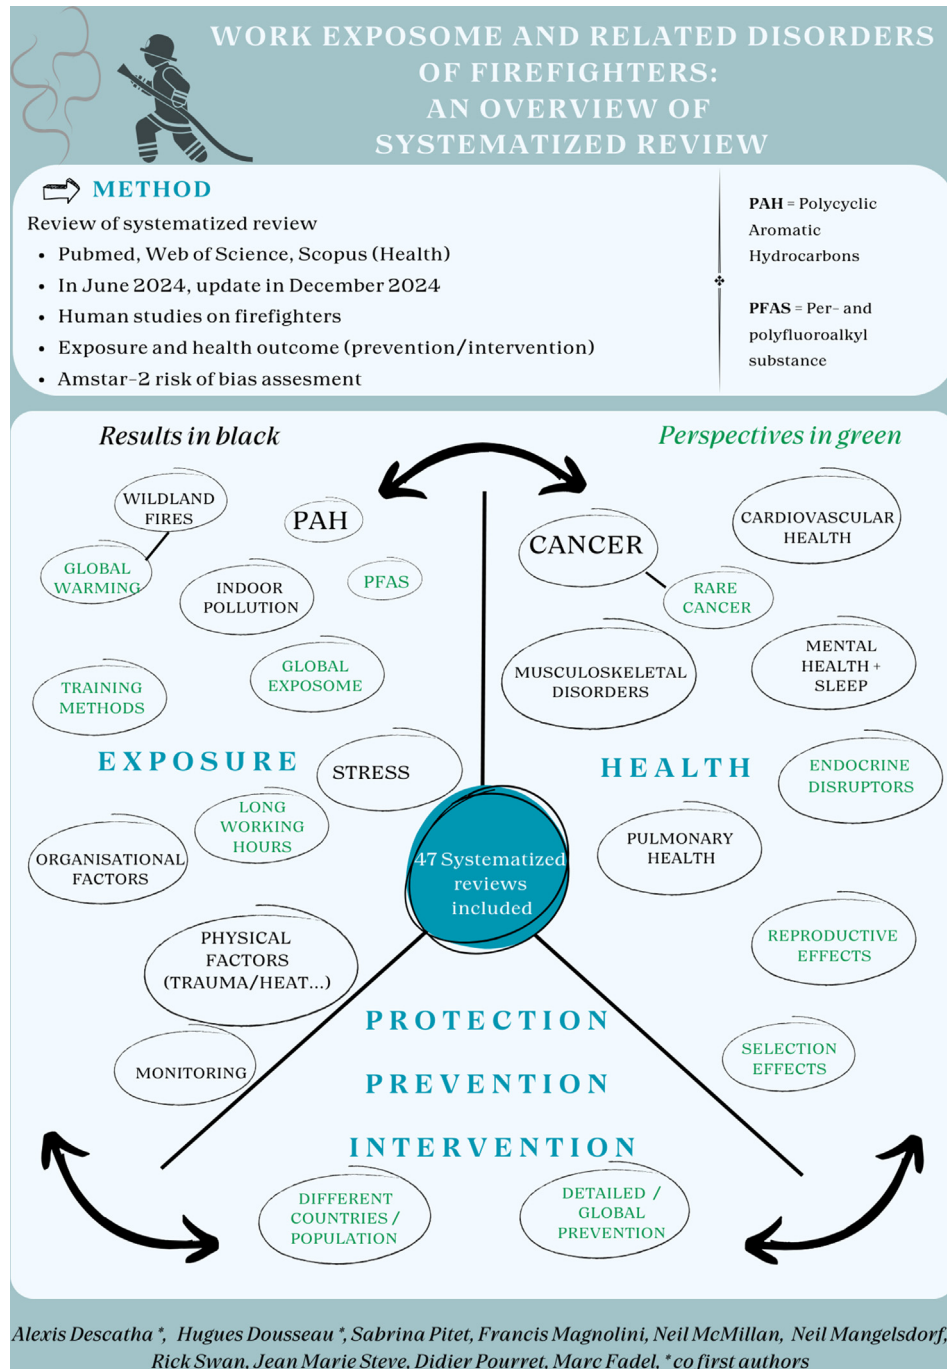 WORK EXPOSOME AND RELATED DISORDERS
OF FIREFIGHTERS:
AN OVERVIEW OF
SYSTEMATIZED REVIEW
METHOD
Review of systematized review
• Pubmed, Web of Science, Scopus (Health)
• In June 2024, update in December 2024
• Human studies on firefighters
• Exposure and health outcome (prevention/intervention)
• Amstar-2 risk of bias assesment
PAH = Polycyclic
Aromatic
Hydrocarbons
PFAS = Per- and
polyfluoroalkyl
substance
Results in black
Perspectives in green
WILDLAND
FIRES
PAH
GLOBAL
WARMING
INDOOR
POLLUTION
PFAS
GLOBAL
EXPOSOME
TRAINING
METHODS
EXPOSURE
STRESS
LONG
WORKING
HOURS
ORGANISATIONAL
FACTORS
PHYSICAL
FACTORS
(TRAUMA/HEAT...)
MONITORING
CANCER
CARDIOVASCULAR
HEALTH
RARE
CANCER
MUSCULOSKELETAL
DISORDERS
MENTAL
HEALTH +
SLEEP
HEALTH
ENDOCRINE
DISRUPTORS
PULMONARY
HEALTH
REPRODUCTIVE
EFFECTS
SELECTION
EFFECTS
47 Systematized
reviews
included
PROTECTION
PREVENTION
INTERVENTION
DIFFERENT
COUNTRIES /
POPULATION
DETAILED /
GLOBAL
PREVENTION
Alexis Descatha *, Hugues Dousseau *, Sabrina Pitet, Francis Magnolini, Neil McMillan, Neil Mangelsdorf,
Rick Swan, Jean Marie Steve, Didier Pourret, Marc Fadel, * co first authors